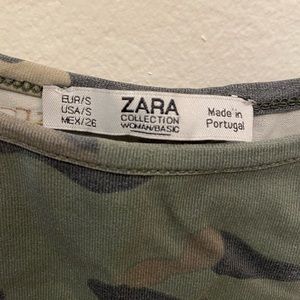 EUR/S
USA/S
MEX/26
ZARA
COLLECTION
WOMAN/BASIC
Made in
Portugal